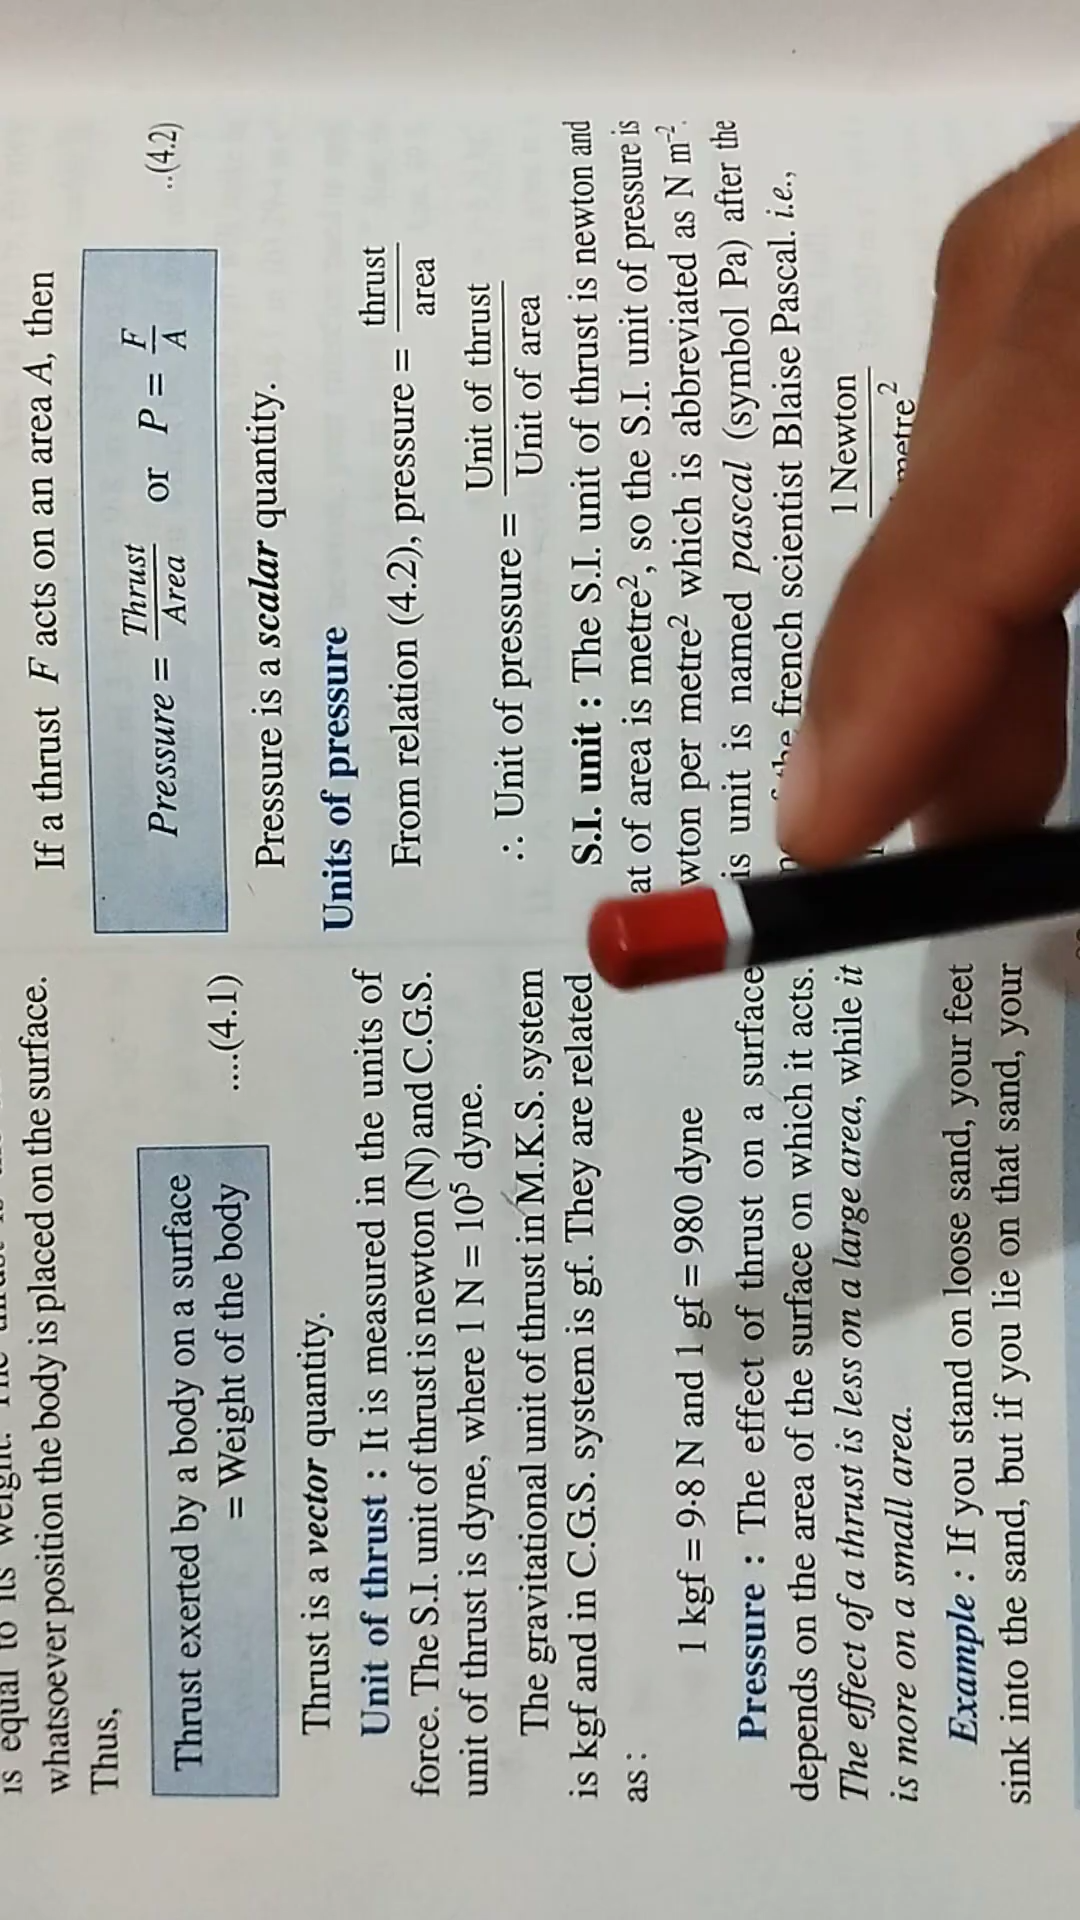 is equal to its weight.
whatsoever position the body is placed on the surface.
Thus,
Thrust exerted by a body on a surface
= Weight of the body
....(4.1)
Thrust is a vector quantity.
Unit of thrust : It is measured in the units of
force. The S.I. unit of thrust is newton (N) and C.G.S.
unit of thrust is dyne, where 1 N = 10⁵ dyne.
The gravitational unit of thrust in M.K.S. system
is kgf and in C.G.S. system is gf. They are related
as :
1 kgf = 9·8 N and 1 gf = 980 dyne
Pressure : The effect of thrust on a surface
depends on the area of the surface on which it acts.
The effect of a thrust is less on a large area, while it
is more on a small area.
Example : If you stand on loose sand, your feet
sink into the sand, but if you lie on that sand, your
If a thrust F acts on an area A, then
Pressure = Thrust/Area or P = F/A
..(4.2)
Pressure is a scalar quantity.
Units of pressure
From relation (4.2), pressure = thrust/area
∴ Unit of pressure = Unit of thrust/Unit of area
S.I. unit : The S.I. unit of thrust is newton and
at of area is metre², so the S.I. unit of pressure is
wton per metre² which is abbreviated as N m⁻².
is unit is named pascal (symbol Pa) after the
the french scientist Blaise Pascal. i.e.,
1 Newton
metre²